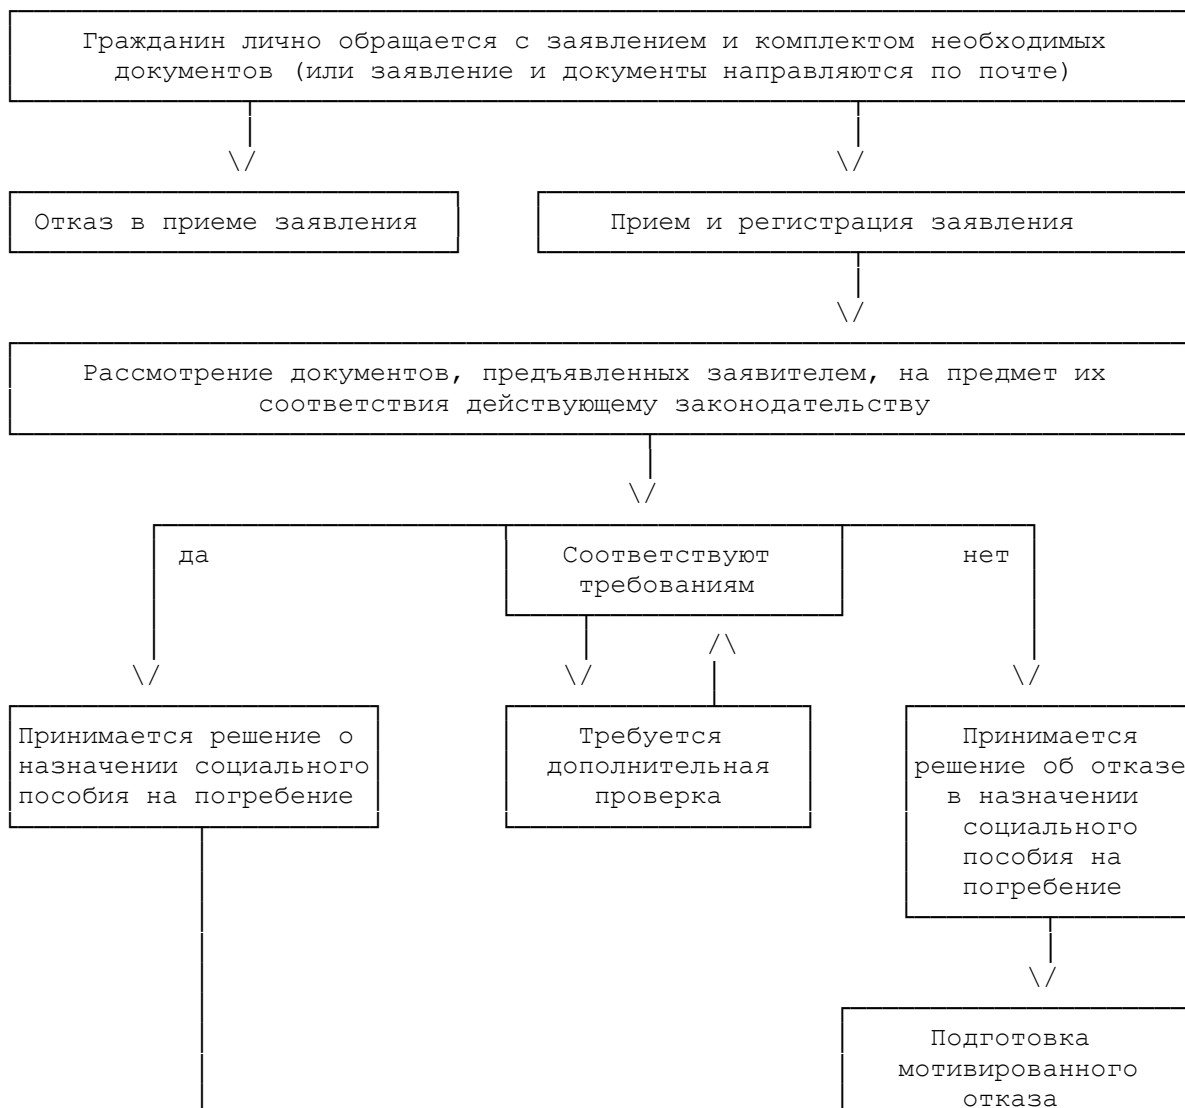 Гражданин лично обращается с заявлением и комплектом необходимых
документов (или заявление и документы направляются по почте)
Отказ в приеме заявления
Прием и регистрация заявления
Рассмотрение документов, предъявленных заявителем, на предмет их
соответствия действующему законодательству
да
Соответствуют
требованиям
нет
Принимается решение о
назначении социального
пособия на погребение
Требуется
дополнительная
проверка
Принимается
решение об отказе
в назначении
социального
пособия на
погребение
Подготовка
мотивированного
отказа